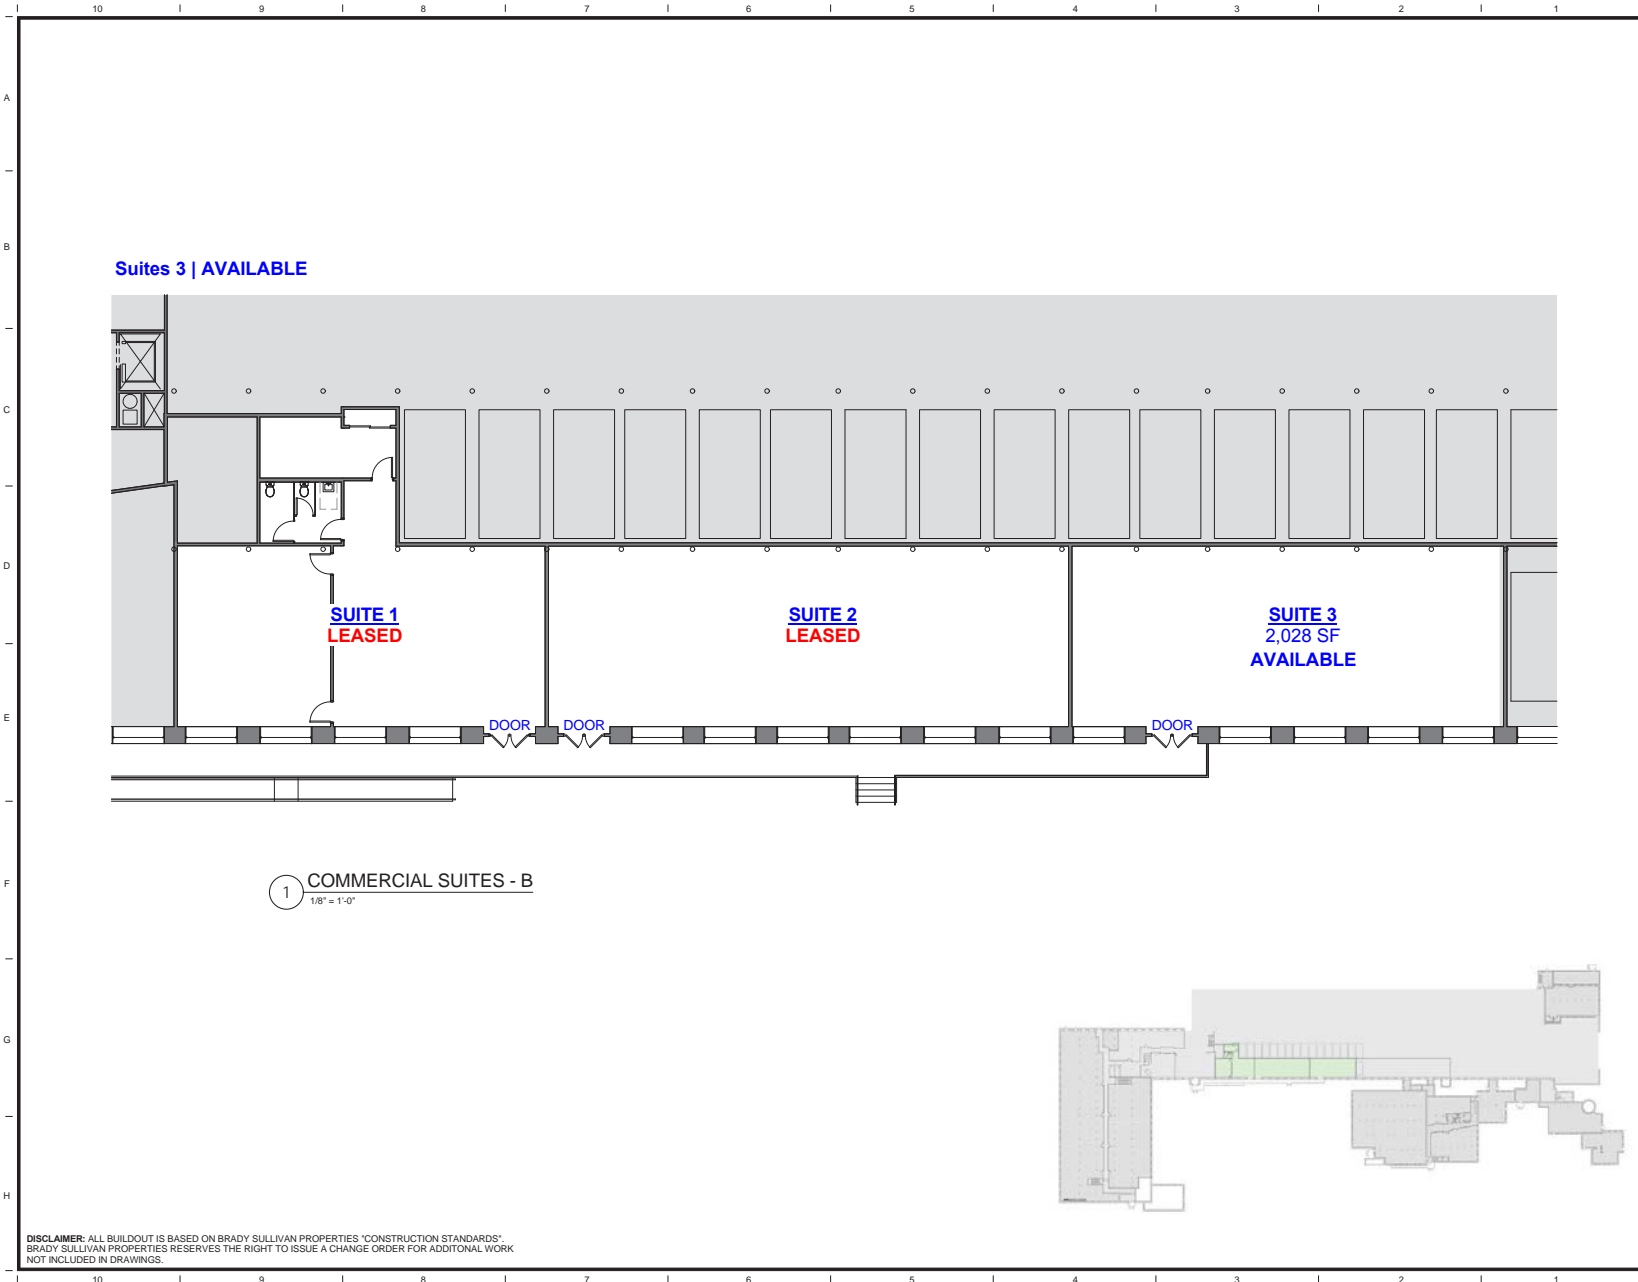 10 9 8 7 6 5 4 3 2 1
A
B
Suites 3 | AVAILABLE
C
D
SUITE 1
LEASED
SUITE 2
LEASED
SUITE 3
2,028 SF
AVAILABLE
E
DOOR DOOR DOOR
F
1 COMMERCIAL SUITES - B
1/8" = 1'-0"
G
H
DISCLAIMER: ALL BUILDOUT IS BASED ON BRADY SULLIVAN PROPERTIES "CONSTRUCTION STANDARDS".
BRADY SULLIVAN PROPERTIES RESERVES THE RIGHT TO ISSUE A CHANGE ORDER FOR ADDITONAL WORK
NOT INCLUDED IN DRAWINGS.
10 9 8 7 6 5 4 3 2 1